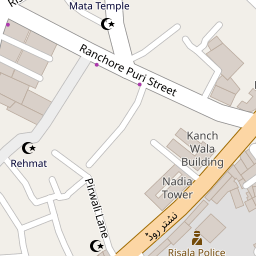 Mata Temple
Ranchore Puri Street
Kanch
Wala
Building
Rehmat
Nadia
Tower
Pirwali Lane
نشتر روڈ
Risala Police